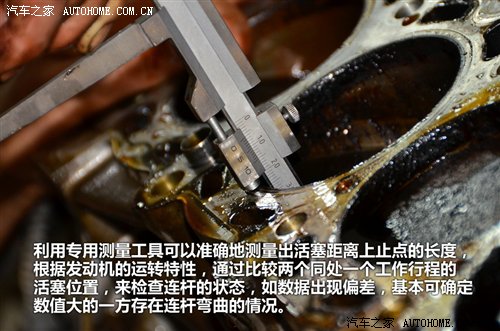 汽车之家 AUTOHOME.COM.CN
利用专用测量工具可以准确地测量出活塞距离上止点的长度，
根据发动机的运转特性，通过比较两个同处一个工作行程的
活塞位置，来检查连杆的状态，如数据出现偏差，基本可确定
数值大的一方存在连杆弯曲的情况。
汽车之家
AUTOHOME.COM.CN